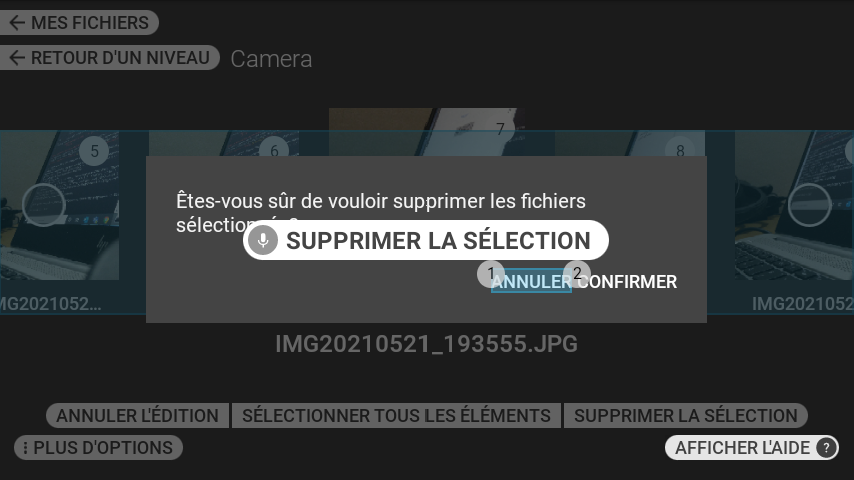 MES FICHIERS
RETOUR D'UN NIVEAU Camera
5 6 7 8
Êtes-vous sûr de vouloir supprimer les fichiers
SUPPRIMER LA SÉLECTION
1 ANNULER 2 CONFIRMER
IMG20210521_193555.JPG
ANNULER L'ÉDITION SÉLECTIONNER TOUS LES ÉLÉMENTS SUPPRIMER LA SÉLECTION
PLUS D'OPTIONS AFFICHER L'AIDE ?